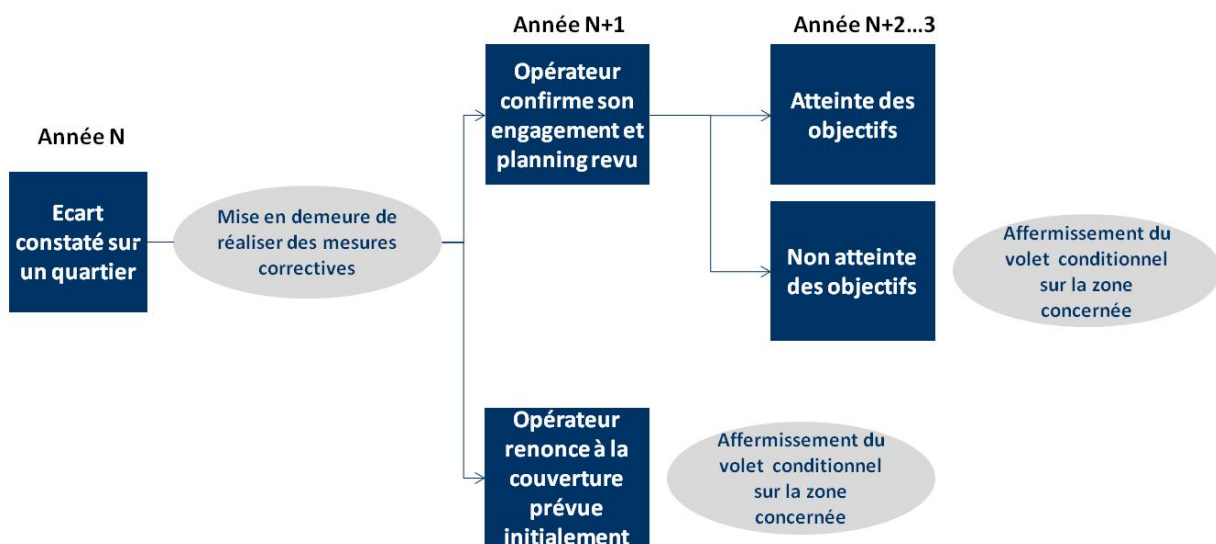 Année N
Ecart
constaté sur
un quartier
Mise en demeure de
réaliser des mesures
correctives
Année N+1
Opérateur
confirme son
engagement et
planning revu
Année N+2...3
Atteinte des
objectifs
Non atteinte
des objectifs
Affermissement du
volet conditionnel
sur la zone
concernée
Opérateur
renonce à la
couverture
prévue
initialement
Affermissement du
volet conditionnel
sur la zone
concernée